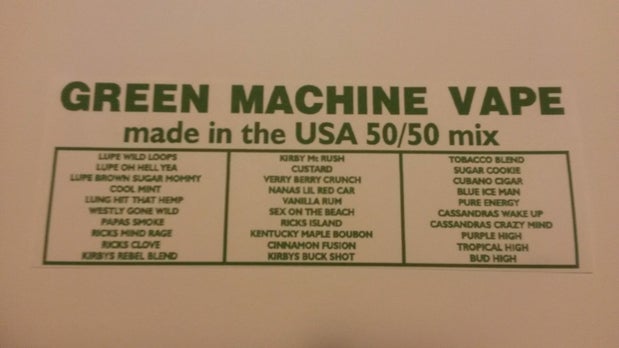 GREEN MACHINE VAPE
made in the USA 50/50 mix
LUPE WILD LOOPS
LUPE OH HELL YEA
LUPE BROWN SUGAR MOMMY
COOL MINT
LUNG HIT THAT HEMP
WESTLY GONE WILD
PAPAS SMOKE
RICKS MIND RAGE
RICKS CLOVE
KIRBYS REBEL BLEND
KIRBY Mc RUSH
CUSTARD
VERRY BERRY CRUNCH
NANAS LIL RED CAR
VANILLA RUM
SEX ON THE BEACH
RICKS ISLAND
KENTUCKY MAPLE BOUBON
CINNAMON FUSION
KIRBYS BUCK SHOT
TOBACCO BLEND
SUGAR COOKIE
CUBANO CIGAR
BLUE ICE MAN
PURE ENERGY
CASSANDRAS WAKE UP
CASSANDRAS CRAZY MIND
PURPLE HIGH
TROPICAL HIGH
BUD HIGH